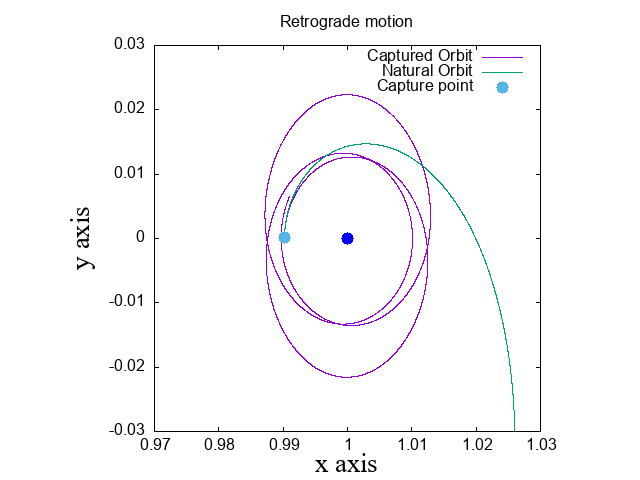 Retrograde motion
Captured Orbit
Natural Orbit
Capture point
0.03
0.02
0.01
0
-0.01
-0.02
-0.03
y axis
0.97 0.98 0.99 1 1.01 1.02 1.03
x axis